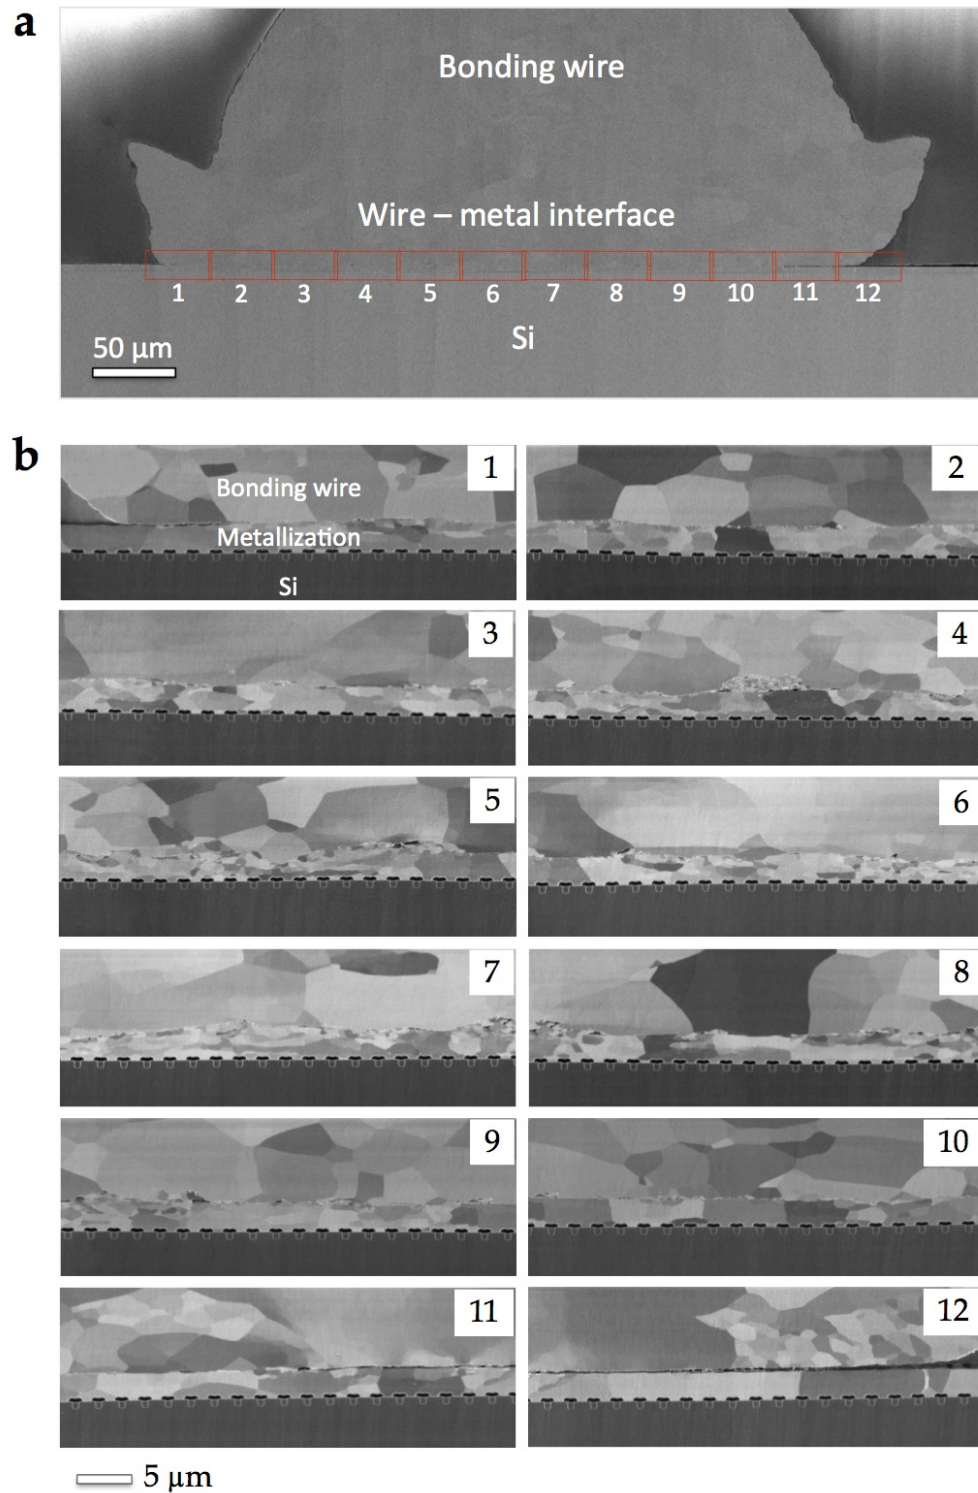 a
Bonding wire
Wire – metal interface
1 2 3 4 5 6 7 8 9 10 11 12
Si
50 µm
b
1
Bonding wire
Metallization
Si
2
3
4
5
6
7
8
9
10
11
12
5 µm